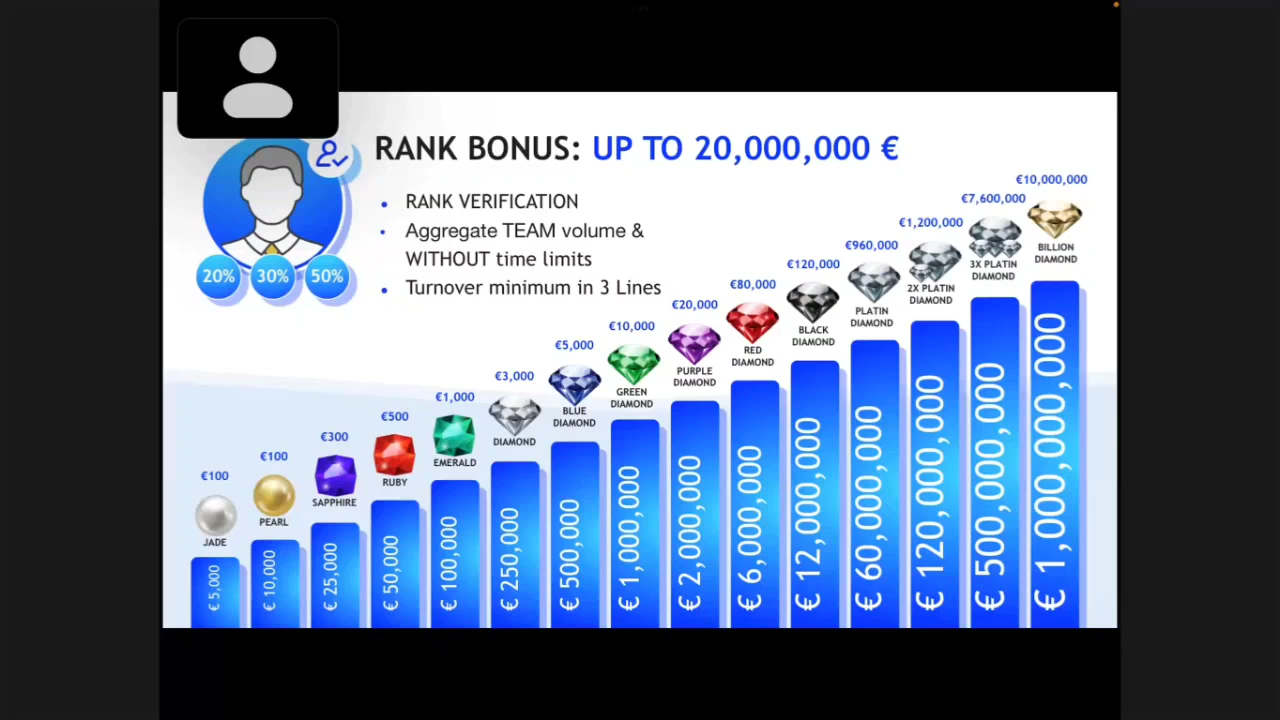 RANK BONUS: UP TO 20,000,000 €
• RANK VERIFICATION
• Aggregate TEAM volume &
WITHOUT time limits
• Turnover minimum in 3 Lines
20% 30% 50%
€100
JADE
€ 5,000
€100
PEARL
€ 10,000
€300
SAPPHIRE
€ 25,000
€500
RUBY
€ 50,000
€1,000
EMERALD
€ 100,000
€3,000
DIAMOND
€ 250,000
€5,000
BLUE
DIAMOND
€ 500,000
€10,000
GREEN
DIAMOND
€ 1,000,000
€20,000
PURPLE
DIAMOND
€ 2,000,000
€80,000
RED
DIAMOND
€ 6,000,000
€120,000
BLACK
DIAMOND
€ 12,000,000
€960,000
PLATIN
DIAMOND
€ 60,000,000
€1,200,000
2X PLATIN
DIAMOND
€ 120,000,000
€7,600,000
3X PLATIN
DIAMOND
€ 500,000,000
€10,000,000
BILLION
DIAMOND
€ 1,000,000,000